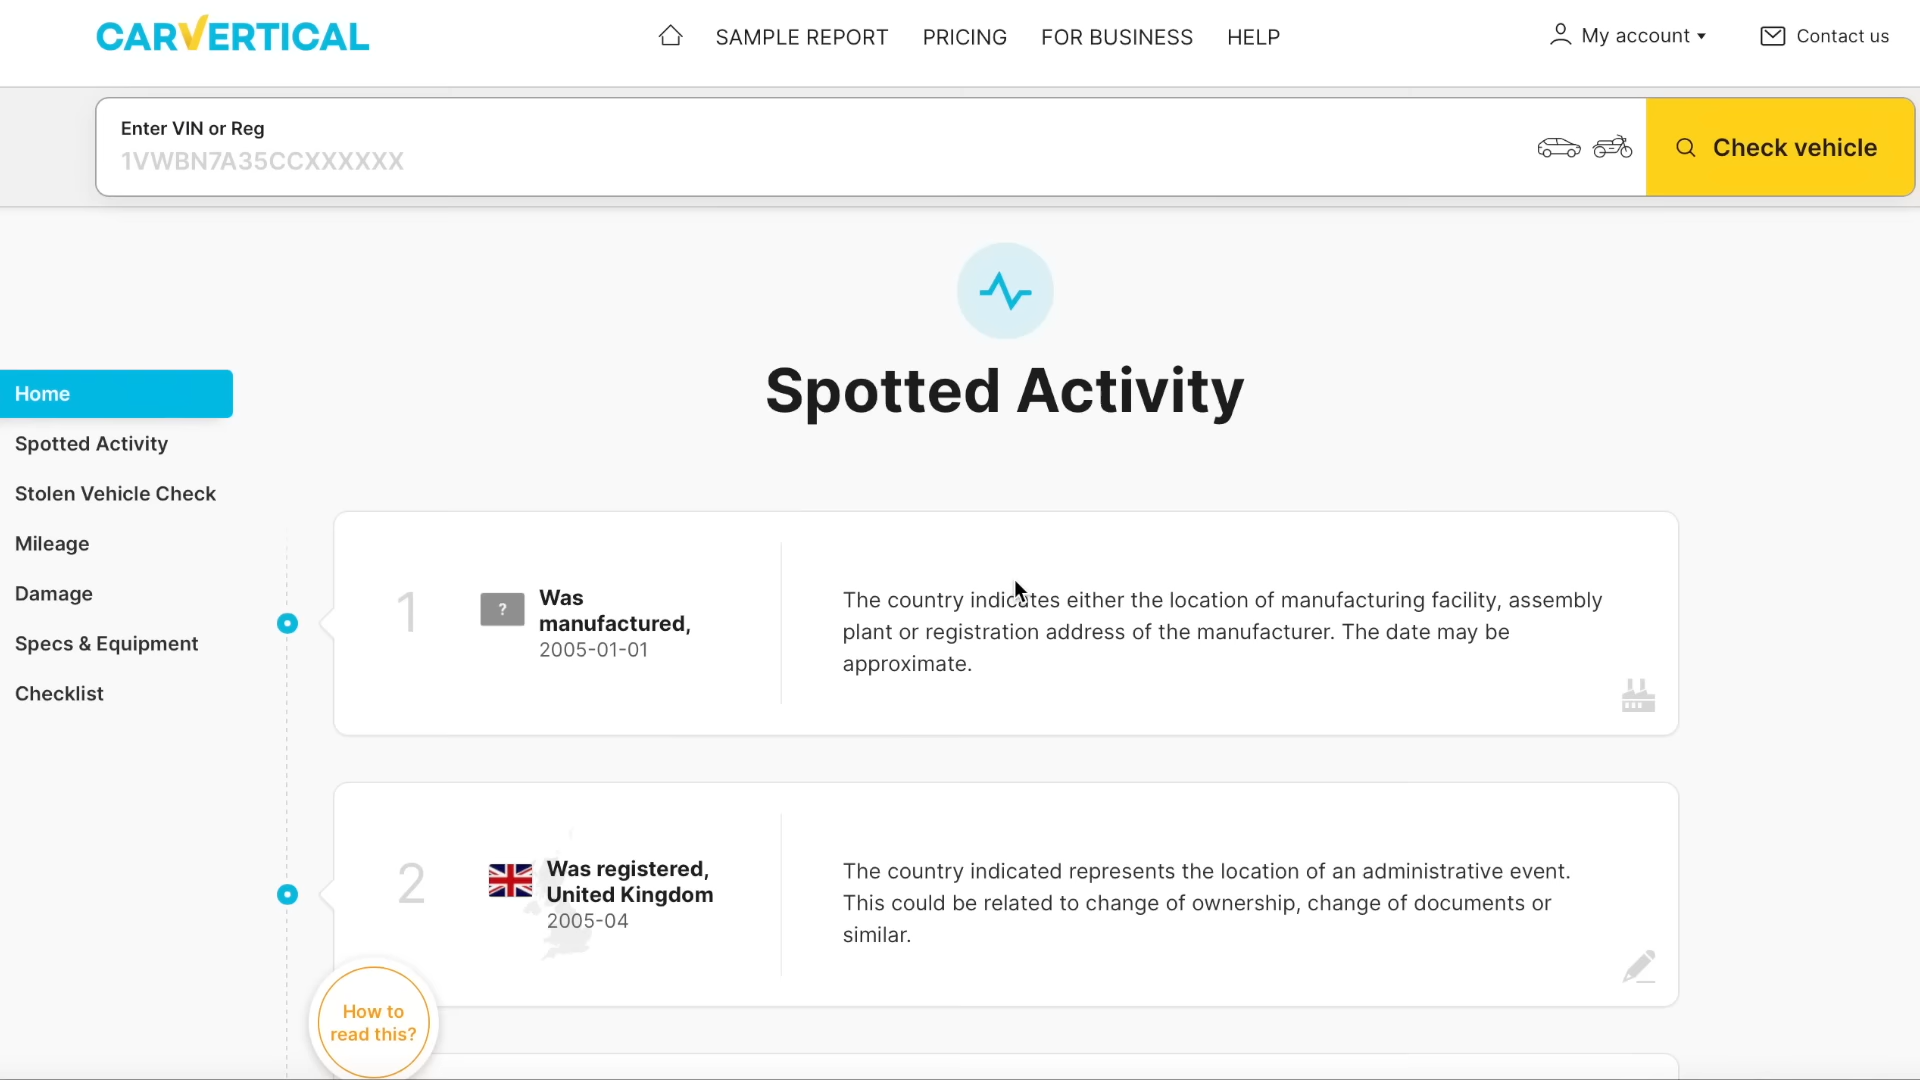 CARVERTICAL
SAMPLE REPORT
PRICING
FOR BUSINESS
HELP
My account
Contact us
Enter VIN or Reg
1VWBN7A35CCXXXXXX
Check vehicle
Spotted Activity
Home
Spotted Activity
Stolen Vehicle Check
Mileage
Damage
Specs & Equipment
Checklist
1
?
Was
manufactured,
2005-01-01
The country indicates either the location of manufacturing facility, assembly
plant or registration address of the manufacturer. The date may be
approximate.
2
Was registered,
United Kingdom
2005-04
The country indicated represents the location of an administrative event.
This could be related to change of ownership, change of documents or
similar.
How to
read this?